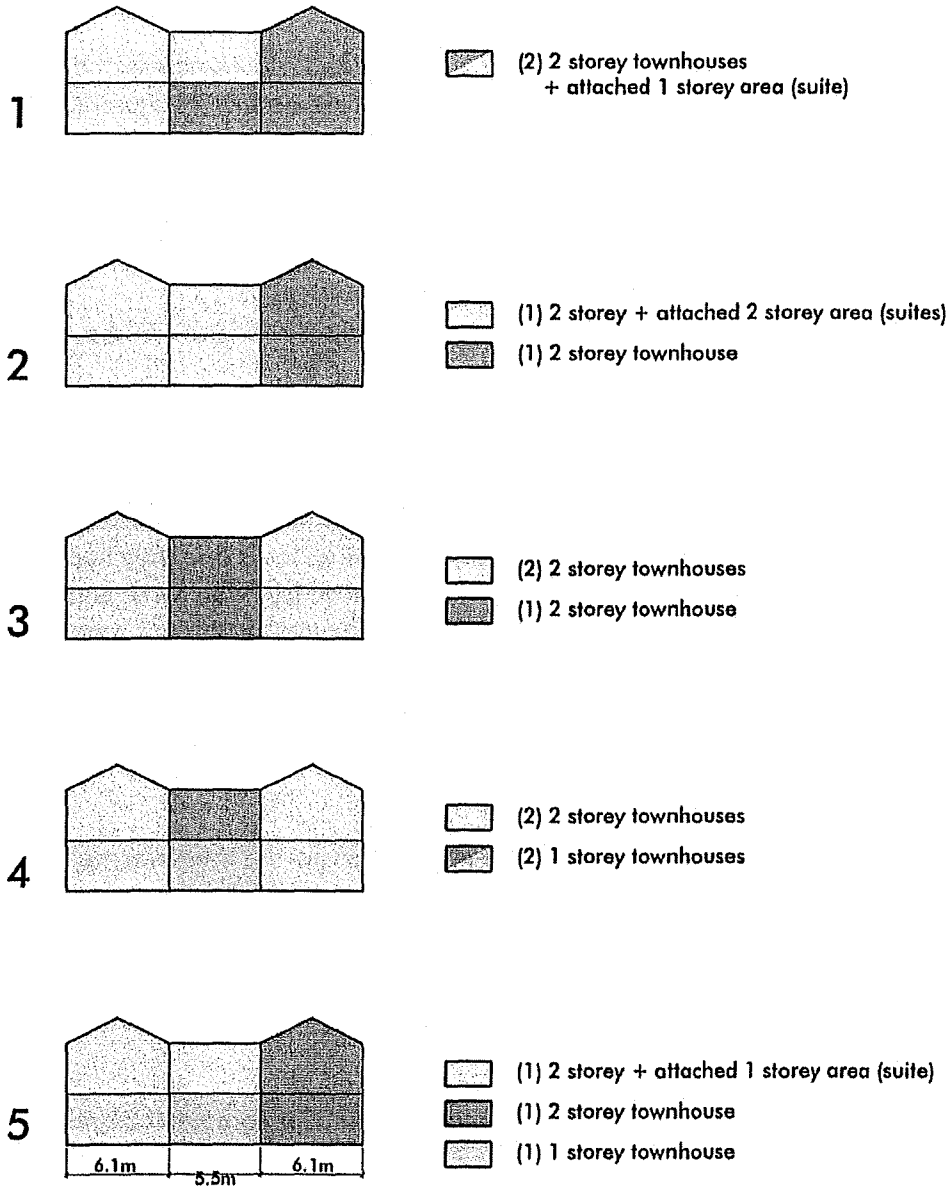 1
(2) 2 storey townhouses
+ attached 1 storey area (suite)
2
(1) 2 storey + attached 2 storey area (suites)
(1) 2 storey townhouse
3
(2) 2 storey townhouses
(1) 2 storey townhouse
4
(2) 2 storey townhouses
(2) 1 storey townhouses
5
(1) 2 storey + attached 1 storey area (suite)
(1) 2 storey townhouse
(1) 1 storey townhouse
6.1m 5.5m 6.1m